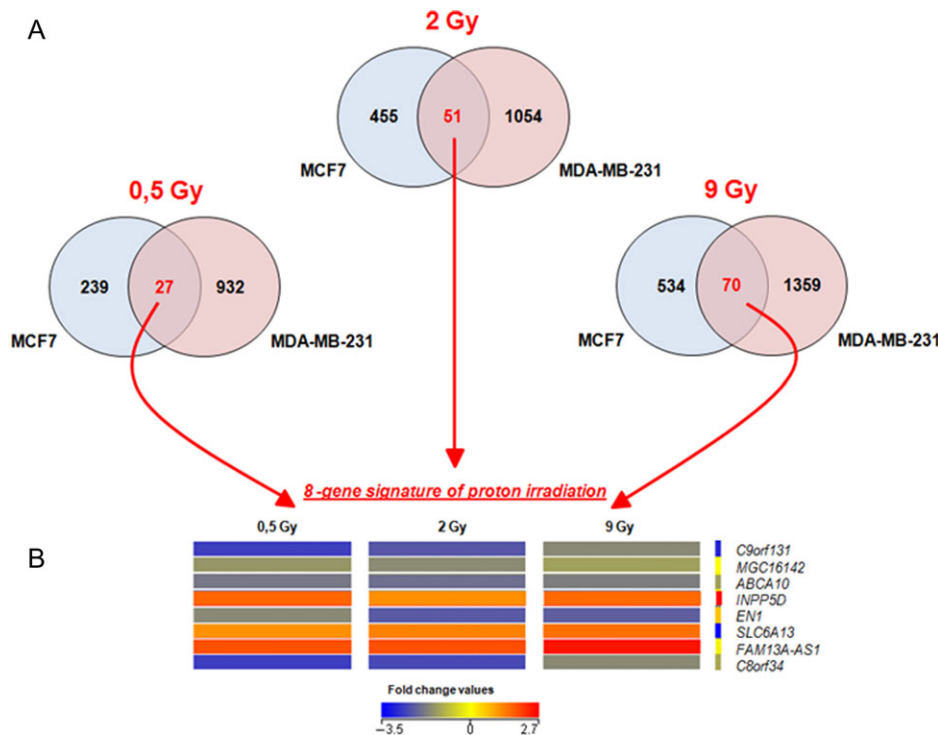 A
2 Gy
455 51 1054
MCF7 MDA-MB-231
0,5 Gy
239 27 932
MCF7 MDA-MB-231
9 Gy
534 70 1359
MCF7 MDA-MB-231
8-gene signature of proton irradiation
B
0,5 Gy 2 Gy 9 Gy
C9orf131
MGC16142
ABCA10
INPP5D
EN1
SLC6A13
FAM13A-AS1
C8orf34
Fold change values
−3.5 0 2.7